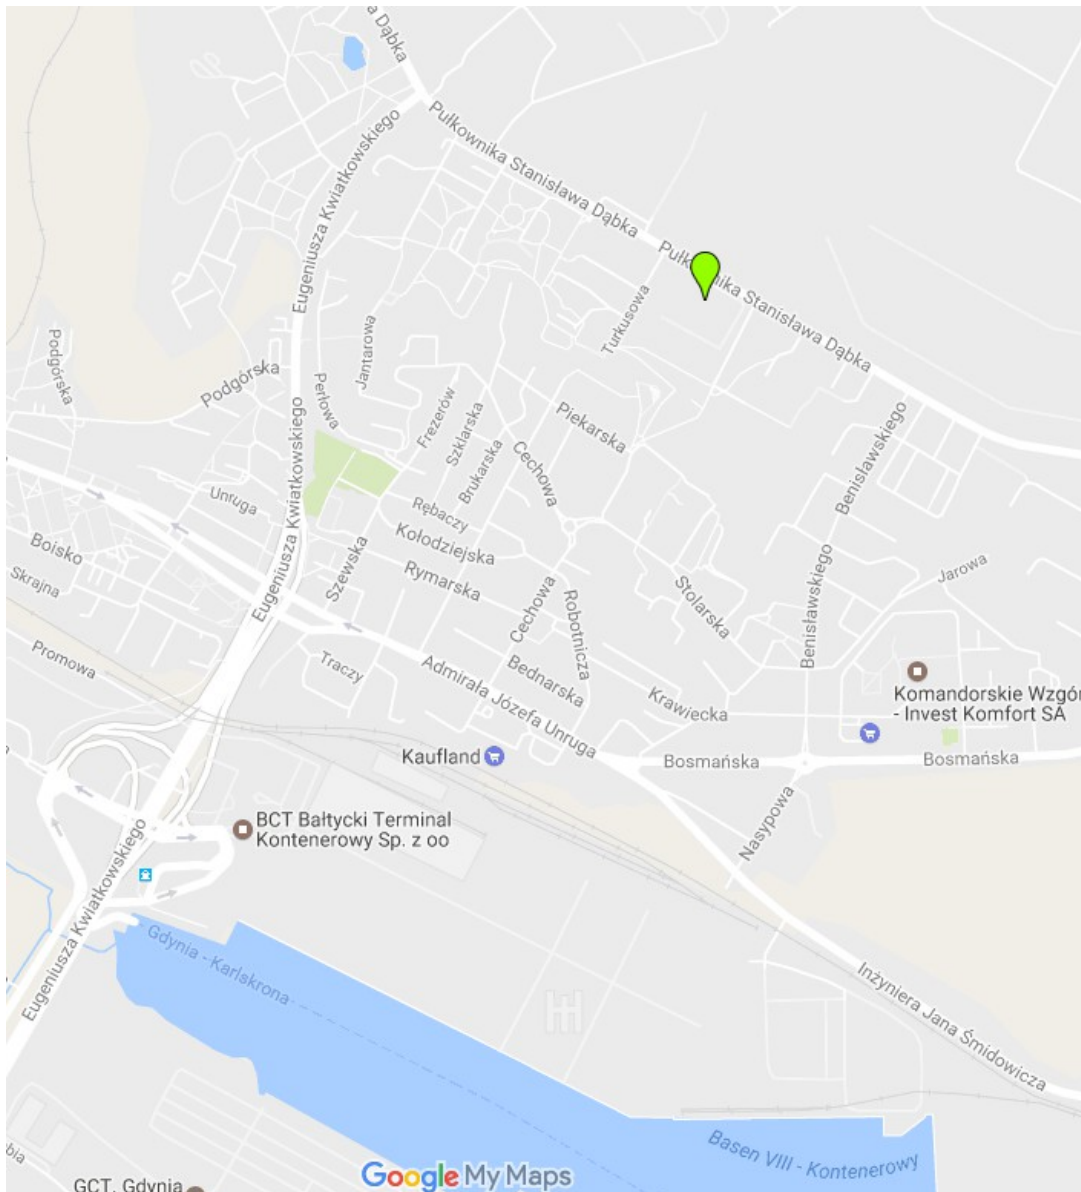 a Dąbka
Pułkownika Stanisława Dąbka
Eugeniusza Kwiatkowskiego
Pułkownika Stanisława Dąbka
Turkusowa
Podgórska
Jantarowa
Podgórska
Perłowa
Frezerów
Szklarska
Brukarska
Piekarska
Cechowa
Benisławskiego
Eugeniusza Kwiatkowskiego
Unruga
Rębaczy
Kołodziejska
Rymarska
Szewska
Boisko
Skrajna
Stolarska
Cechowa
Robotnicza
Benisławskiego
Jarowa
Promowa
Traczy
Admirała Józefa Unruga
Bednarska
Krawiecka
Komandorskie Wzgór
- Invest Komfort SA
Kaufland
Bosmańska
Bosmańska
Nasypowa
BCT Bałtycki Terminal
Kontenerowy Sp. z oo
Eugeniusza Kwiatkowskiego
Gdynia - Karlskrona
Inżyniera Jana Śmidowicza
Basen VIII - Kontenerowy
bia
GCT. Gdynia
Google My Maps